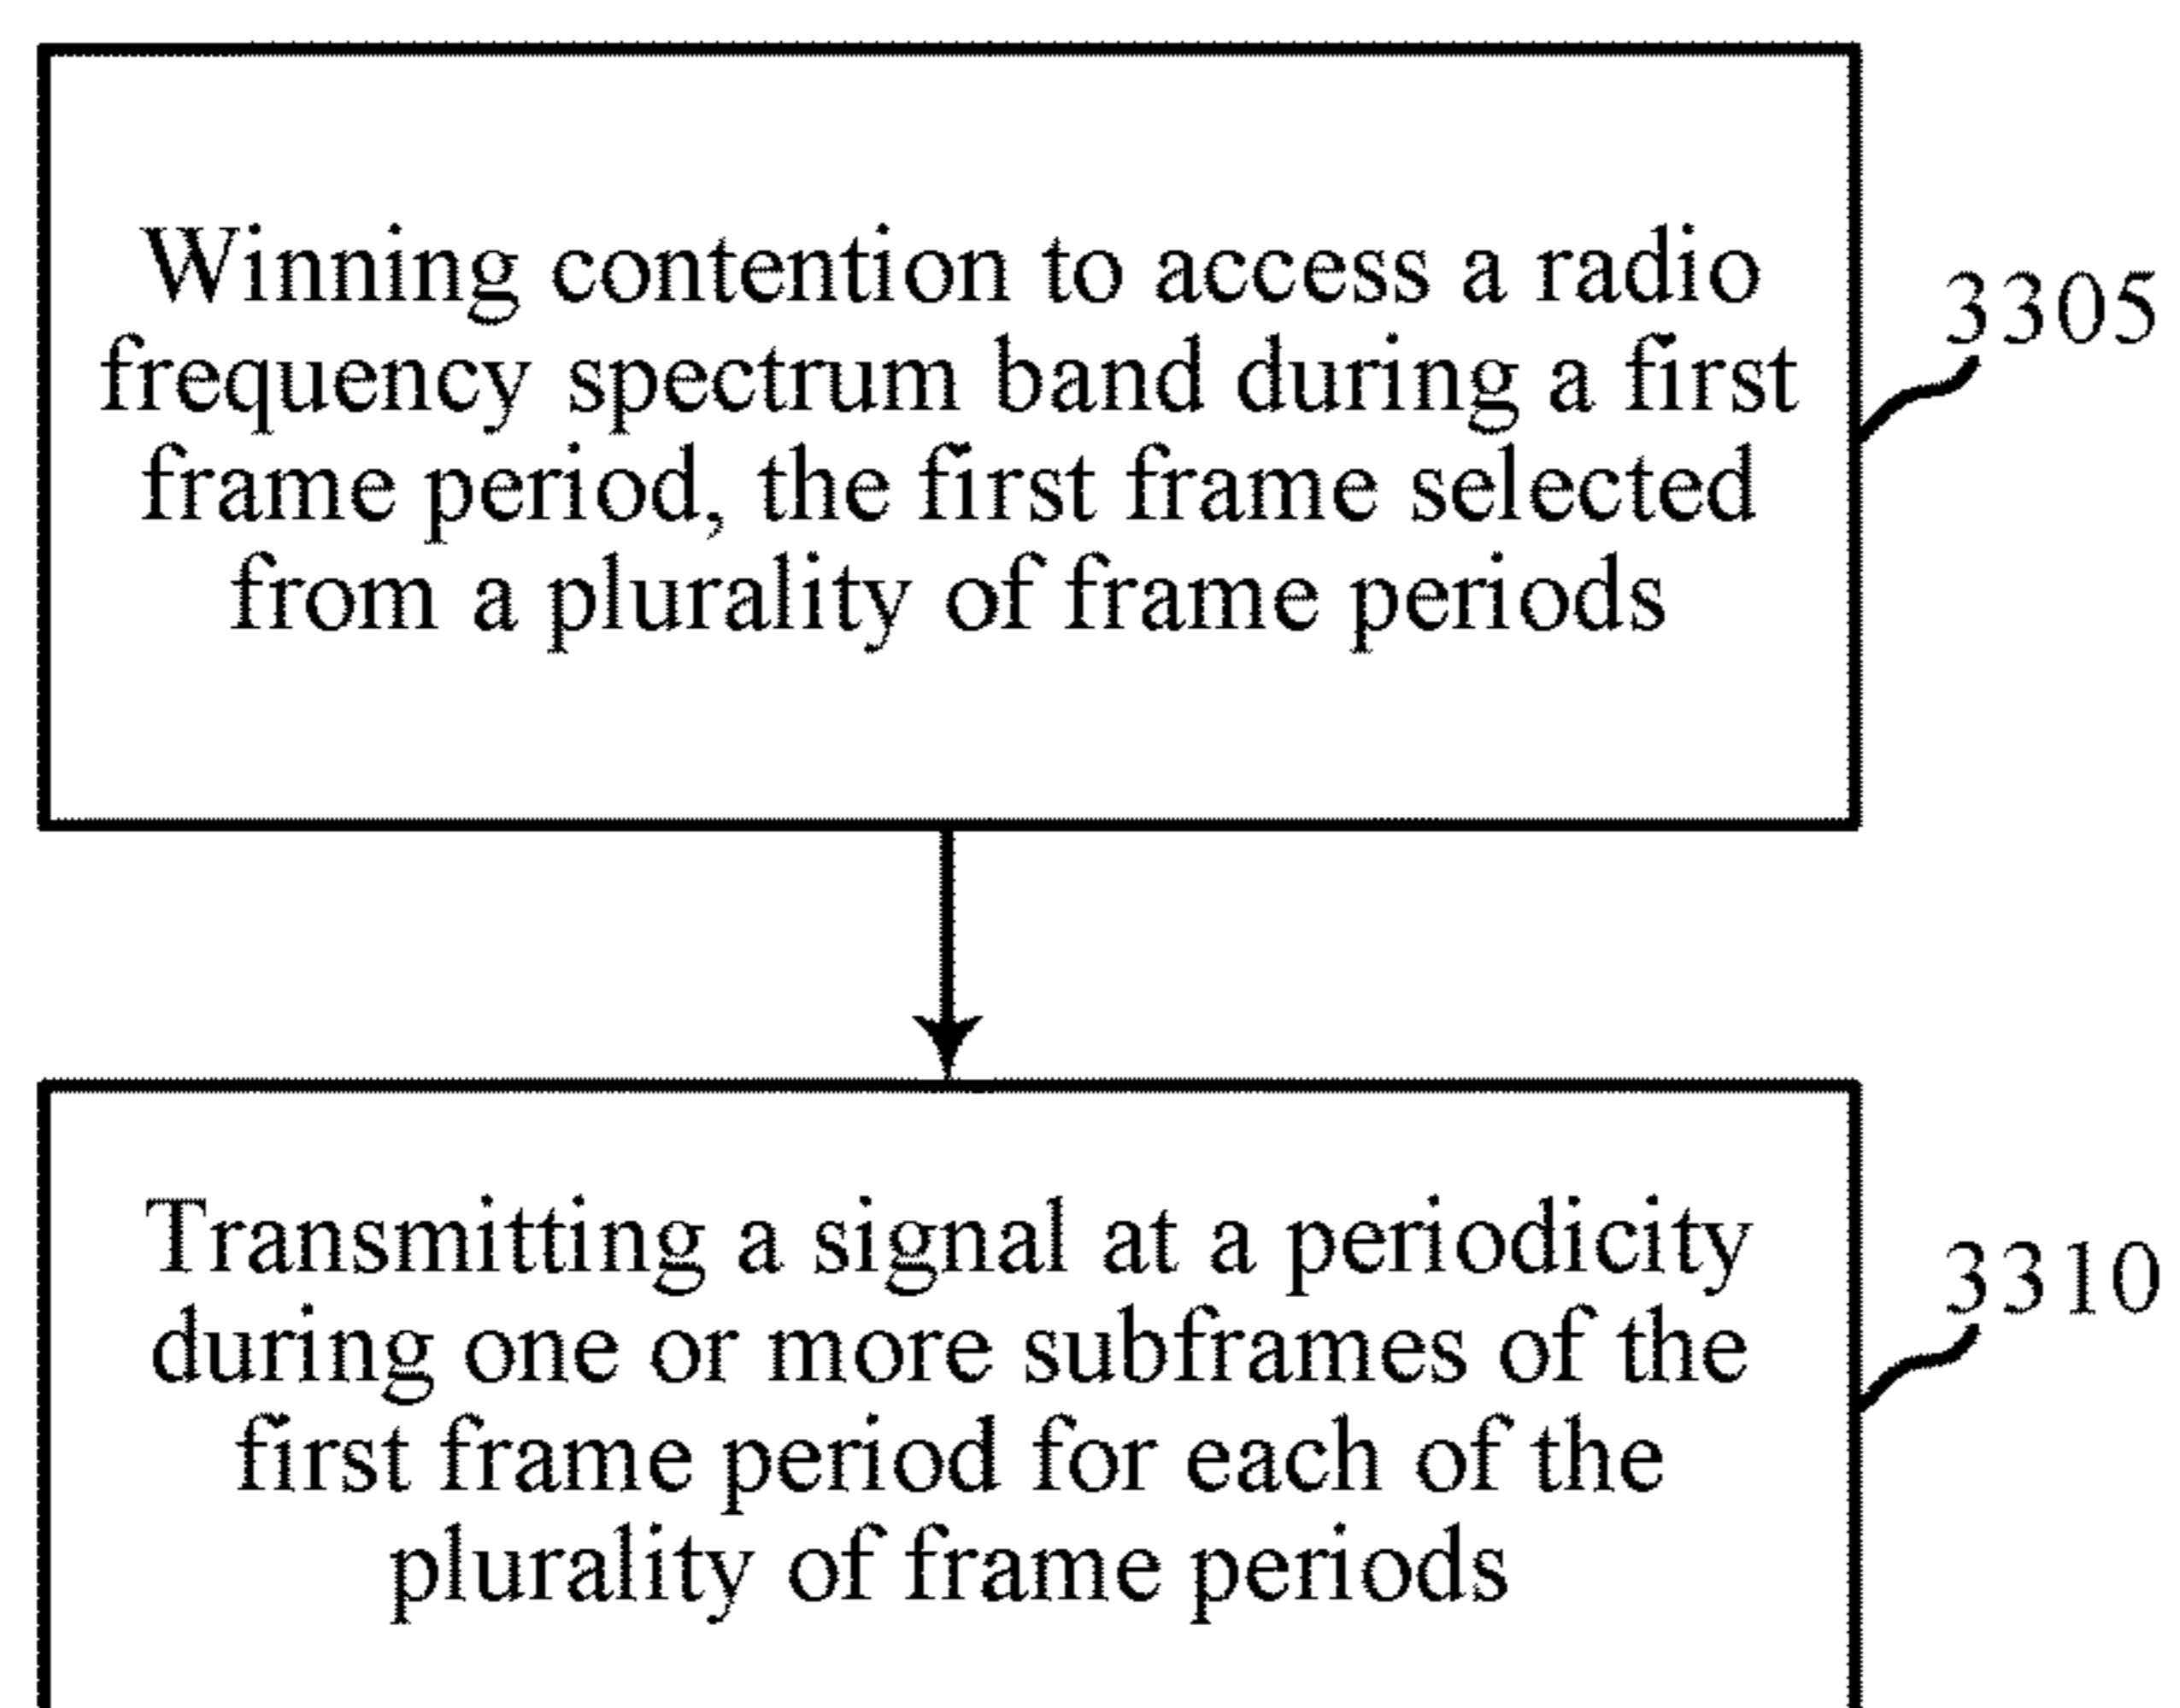 Winning contention to access a radio
frequency spectrum band during a first
frame period, the first frame selected
from a plurality of frame periods
3305
Transmitting a signal at a periodicity
during one or more subframes of the
first frame period for each of the
plurality of frame periods
3310